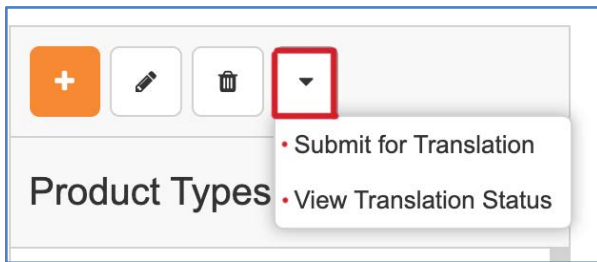 Submit for Translation
Product Types
View Translation Status